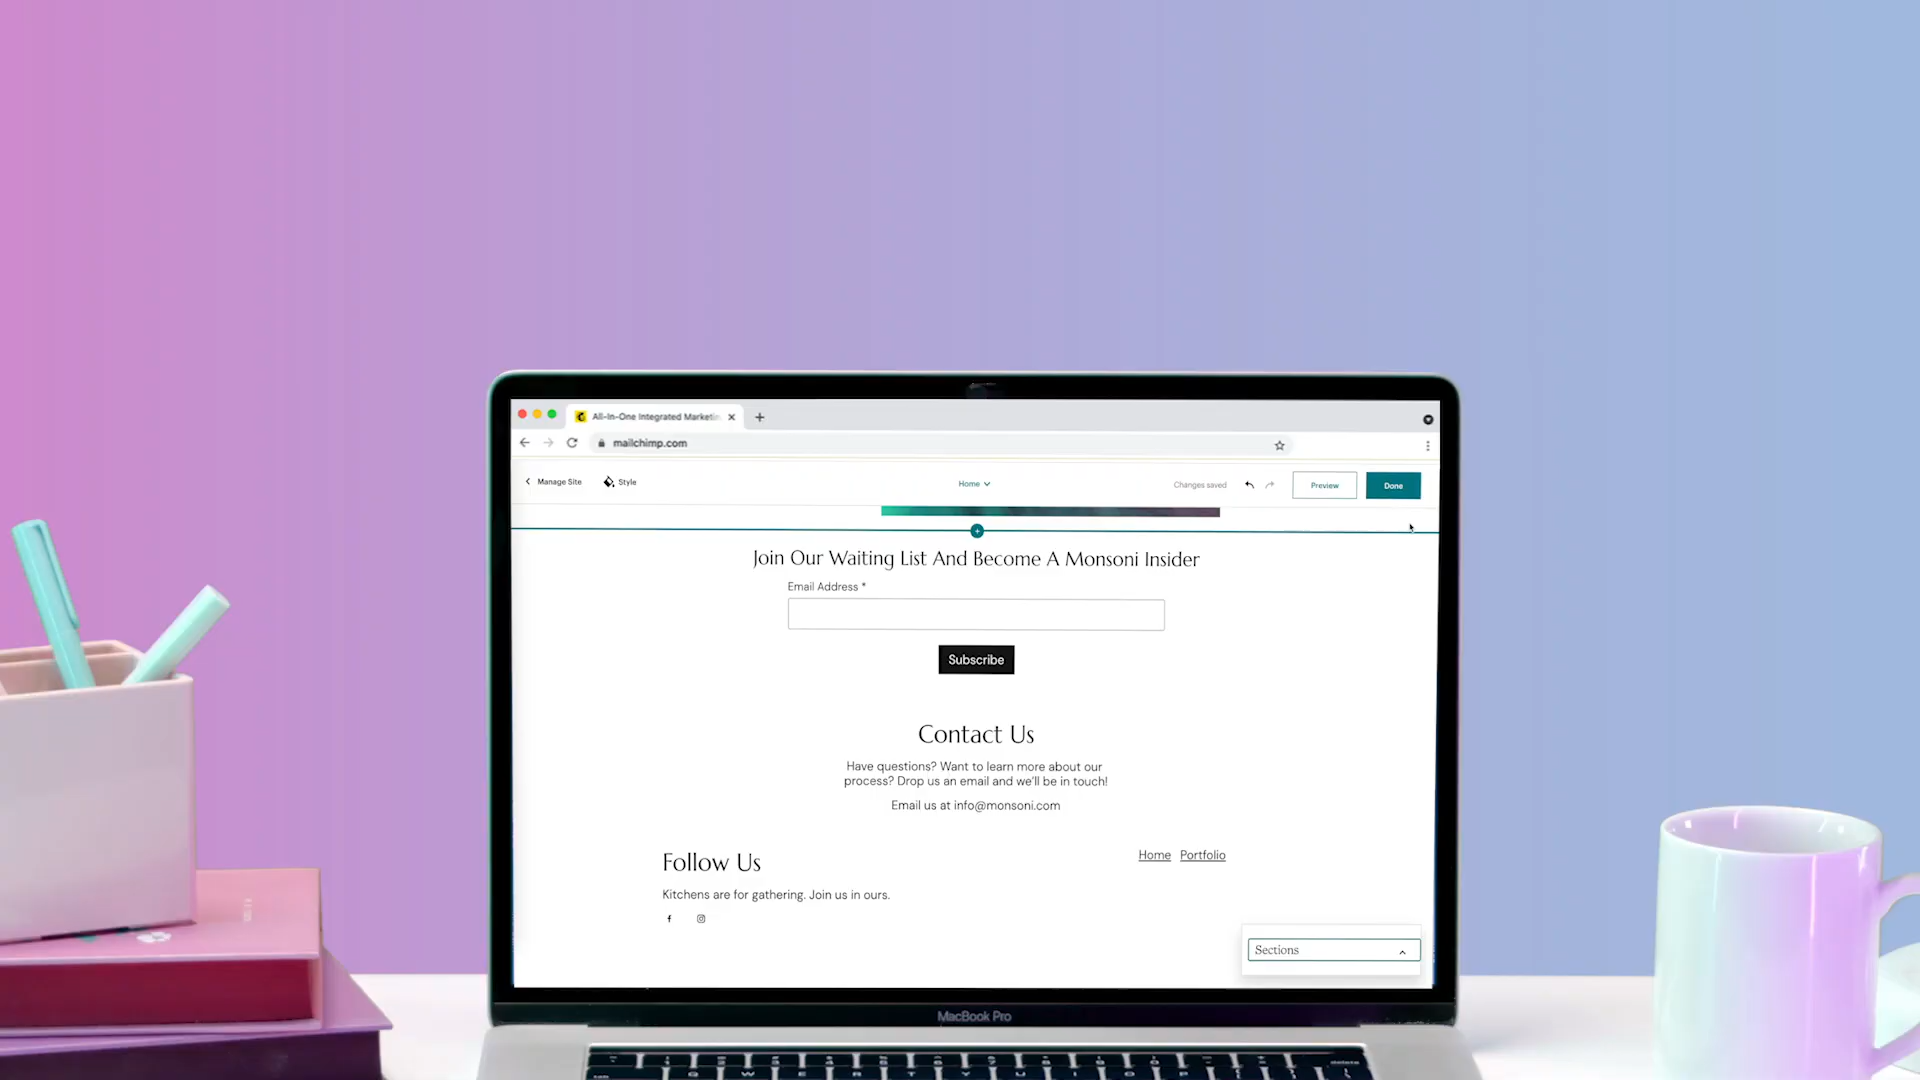 All-In-One Integrated Marketin
mailchimp.com
Manage Site
Style
Home
Changes saved
Preview
Done
Join Our Waiting List And Become A Monsoni Insider
Email Address *
Subscribe
Contact Us
Have questions? Want to learn more about our
process? Drop us an email and we'll be in touch!
Email us at info@monsoni.com
Follow Us
Home Portfolio
Kitchens are for gathering. Join us in ours.
Sections
MacBook Pro
delete
tab Q W E R T Y U I O P